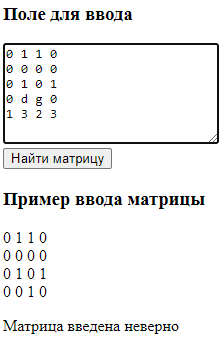 Поле для ввода
0 1 1 0
0 0 0 0
0 1 0 1
0 d g 0
1 3 2 3
Найти матрицу
Пример ввода матрицы
0 1 1 0
0 0 0 0
0 1 0 1
0 0 1 0
Матрица введена неверно